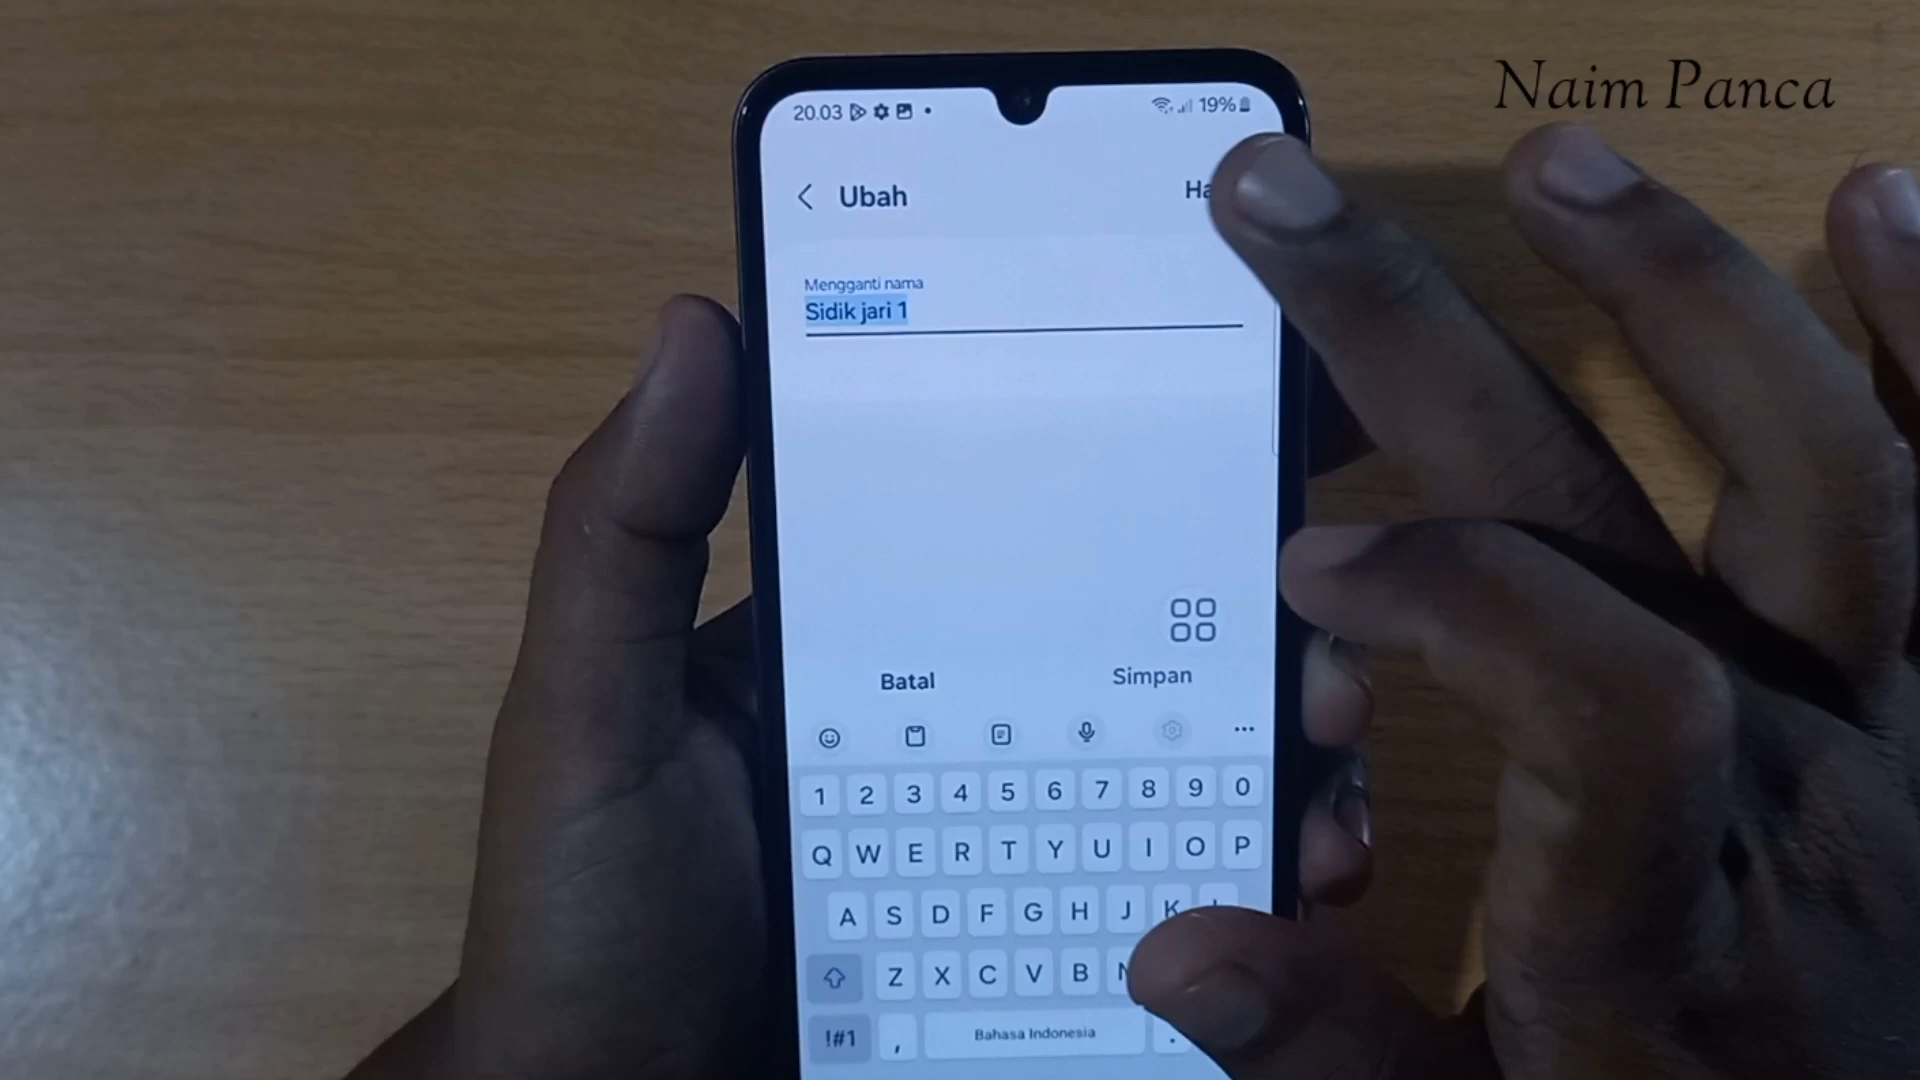 Naim Panca
20.03 19%
Ubah
Mengganti nama
Sidik jari 1
Batal Simpan
1 2 3 4 5 6 7 8 9 0
Q W E R T Y U I O P
A S D F G H J K
Z X C V B
!#1 , Bahasa Indonesia .